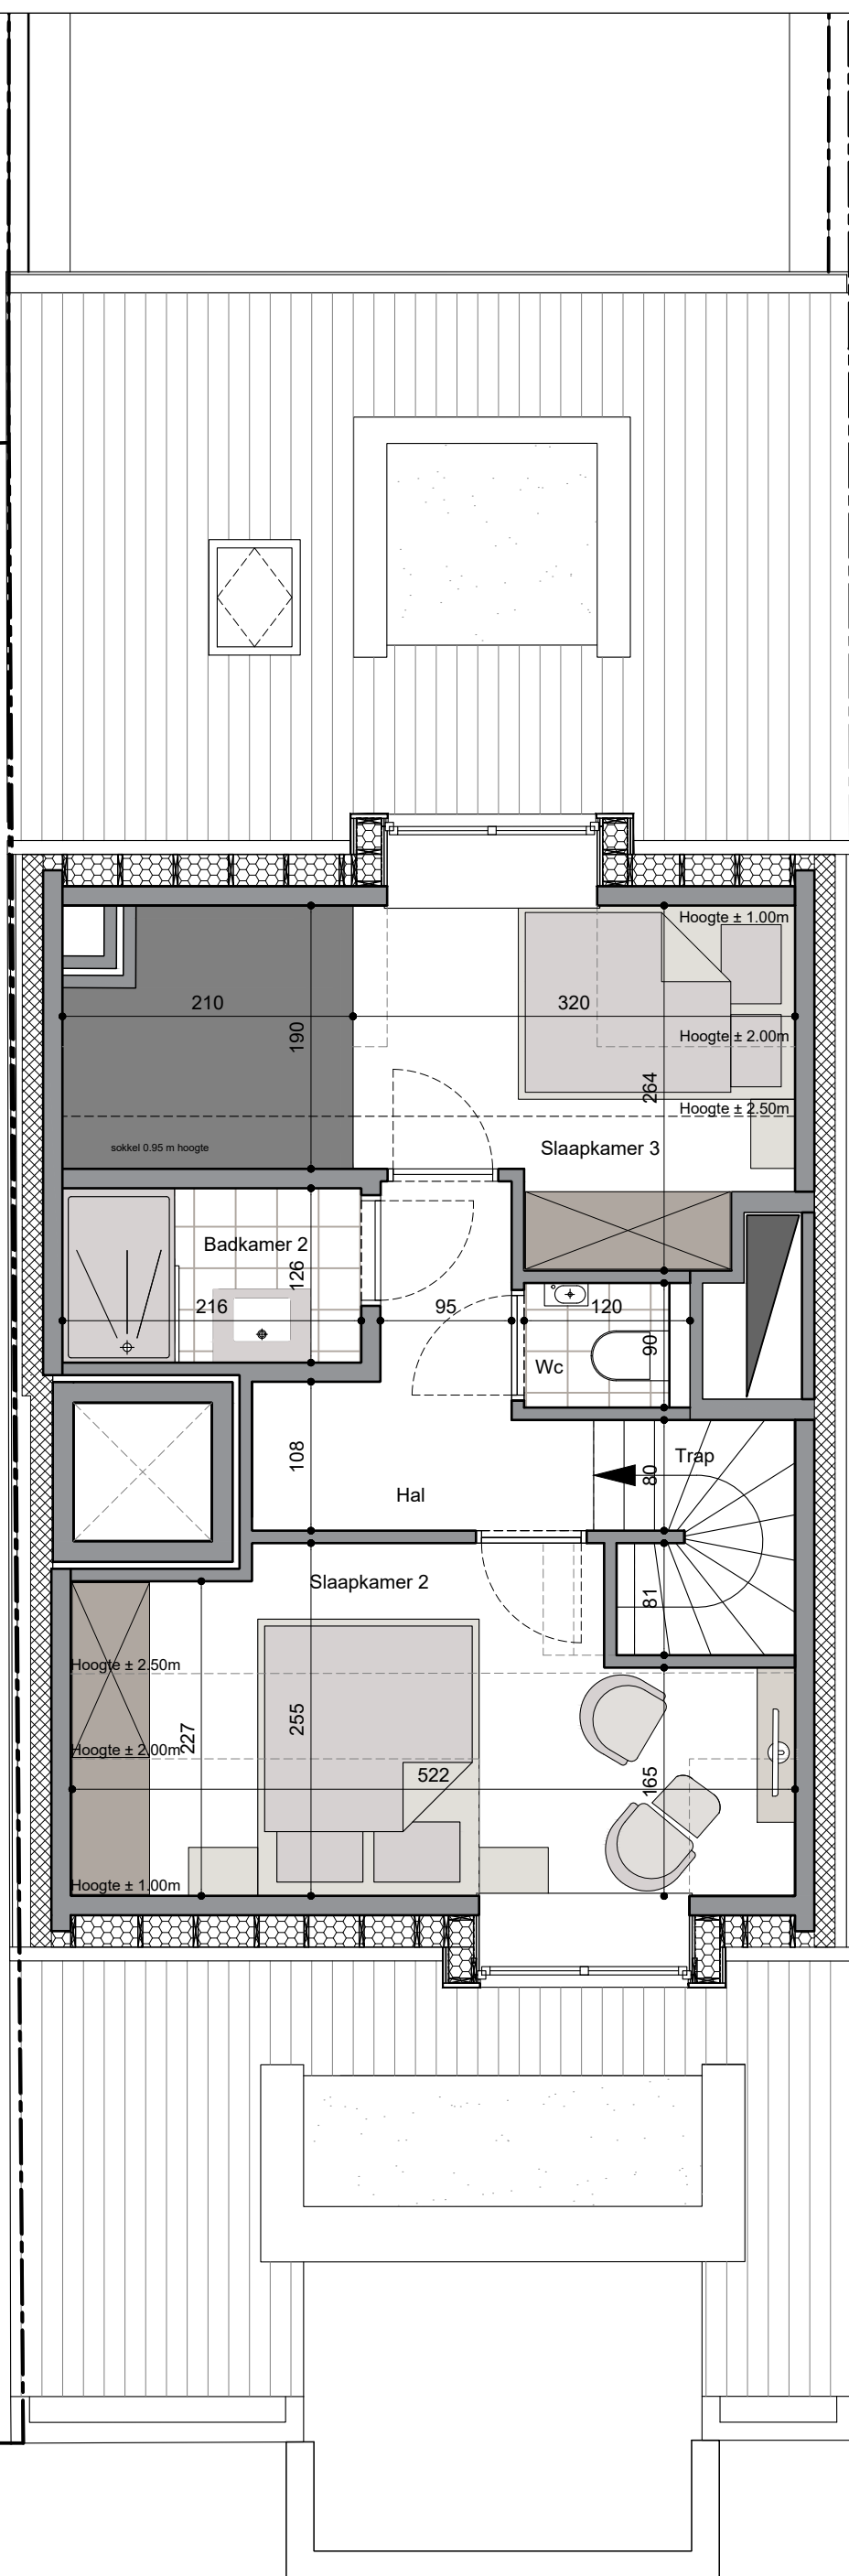 Hoogte ± 1.00m
210
320
190
Hoogte ± 2.00m
264
Hoogte ± 2.50m
sokkel 0.95 m hoogte
Slaapkamer 3
Badkamer 2
126
216
95
120
90
Wc
108
Trap
80
Hal
Slaapkamer 2
81
Hoogte ± 2.50m
255
227
Hoogte ± 2.00m
522
165
Hoogte ± 1.00m